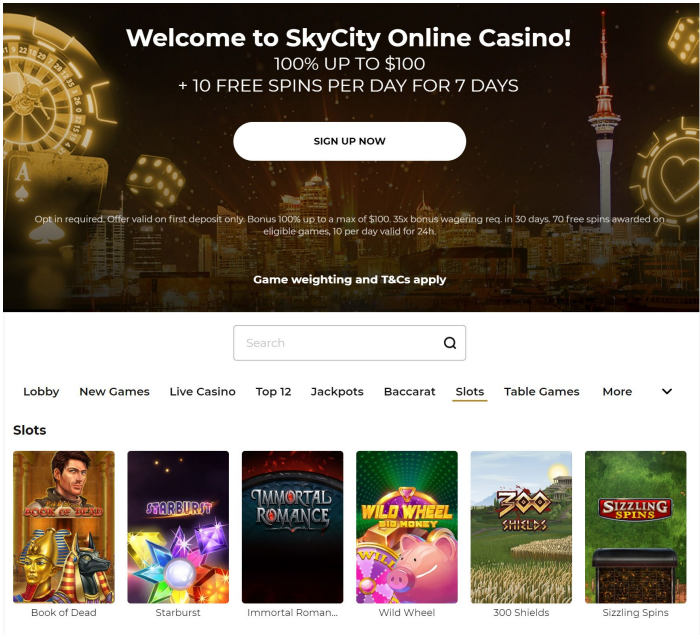 Welcome to SkyCity Online Casino!
100% UP TO $100
+ 10 FREE SPINS PER DAY FOR 7 DAYS
SIGN UP NOW
Opt in required. Offer valid on first deposit only. Bonus 100% up to a max of $100. 35x bonus wagering req. in 30 days. 70 free spins awarded on
eligible games, 10 per day valid for 24h.
Game weighting and T&Cs apply
Search
Lobby New Games Live Casino Top 12 Jackpots Baccarat Slots Table Games More
Slots
BOOK OF DEAD
STARBURST
IMMORTAL
ROMANCE
WILD WHEEL
BIG MONEY
WILD
300
SHIELDS
SIZZLING
SPINS
Book of Dead Starburst Immortal Roman... Wild Wheel 300 Shields Sizzling Spins